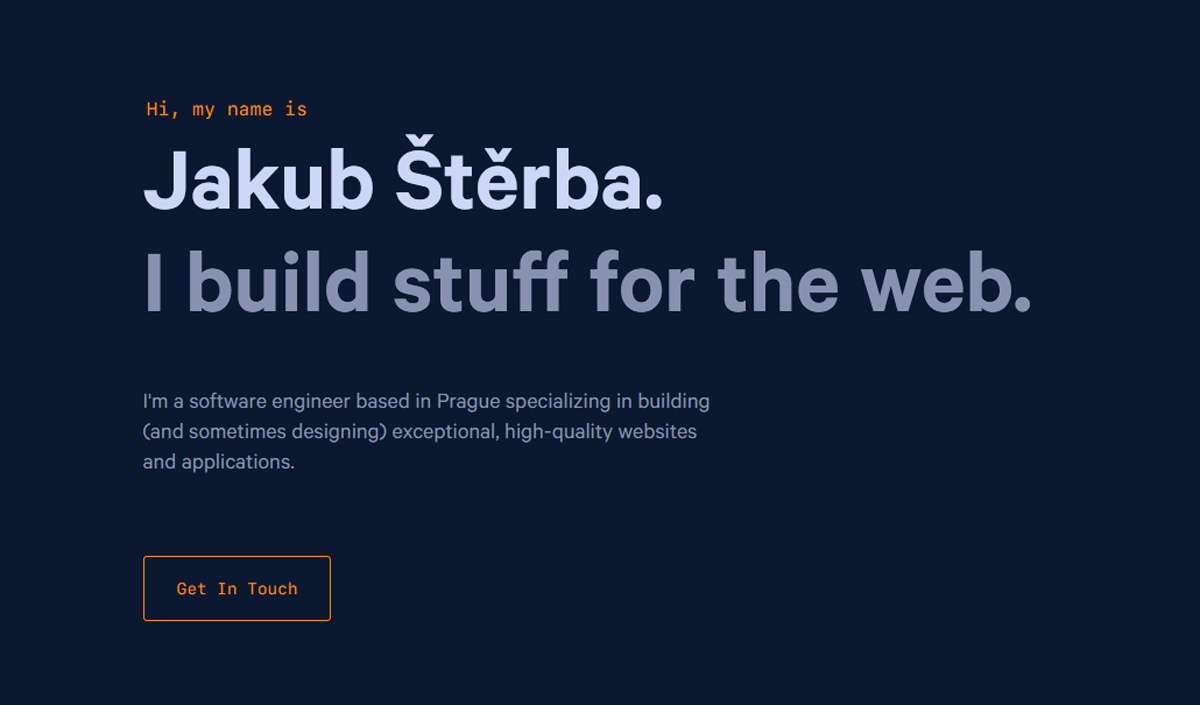 Hi, my name is
Jakub Štěrba.
I build stuff for the web.
I'm a software engineer based in Prague specializing in building
(and sometimes designing) exceptional, high-quality websites
and applications.
Get In Touch